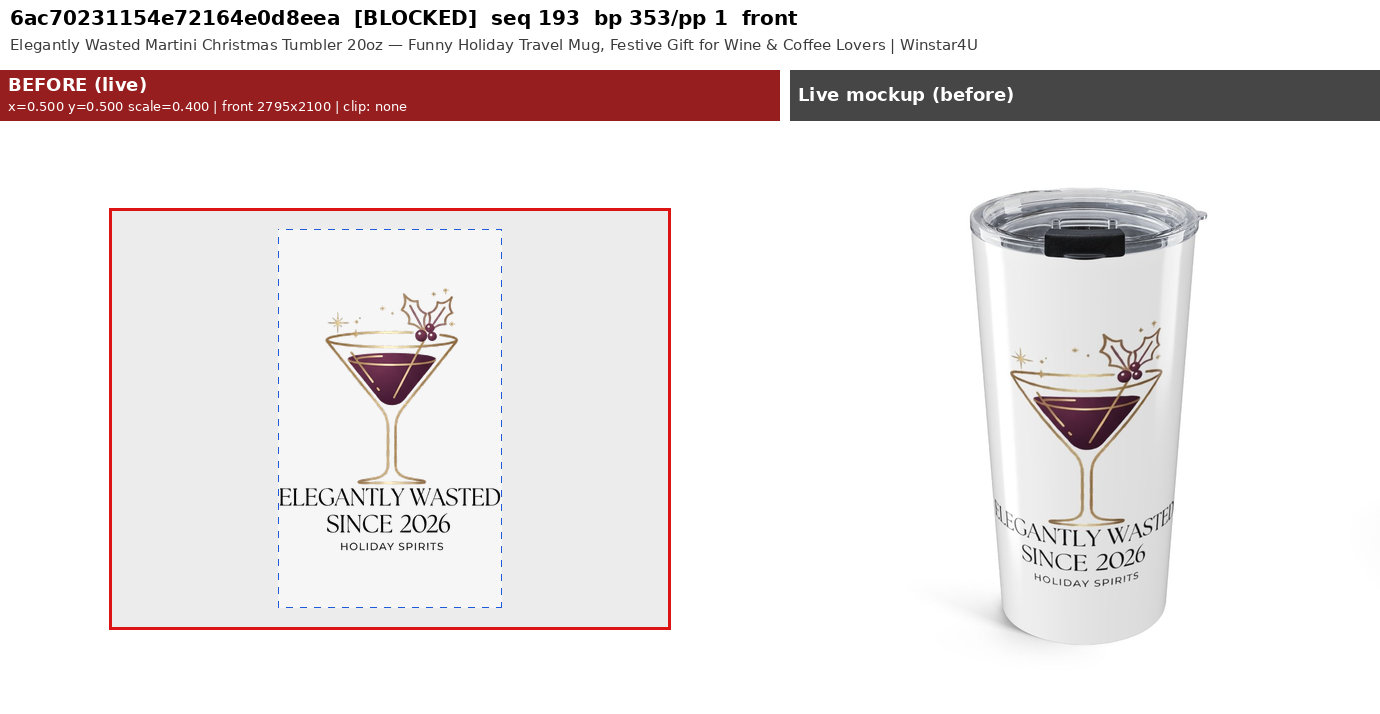 6ac70231154e72164e0d8eea [BLOCKED] seq 193 bp 353/pp 1 front
Elegantly Wasted Martini Christmas Tumbler 20oz — Funny Holiday Travel Mug, Festive Gift for Wine & Coffee Lovers | Winstar4U
BEFORE (live)
x=0.500 y=0.500 scale=0.400 | front 2795x2100 | clip: none
Live mockup (before)
ELEGANTLY WASTED
SINCE 2026
HOLIDAY SPIRITS
ELEGANTLY WASTED
SINCE 2026
HOLIDAY SPIRITS